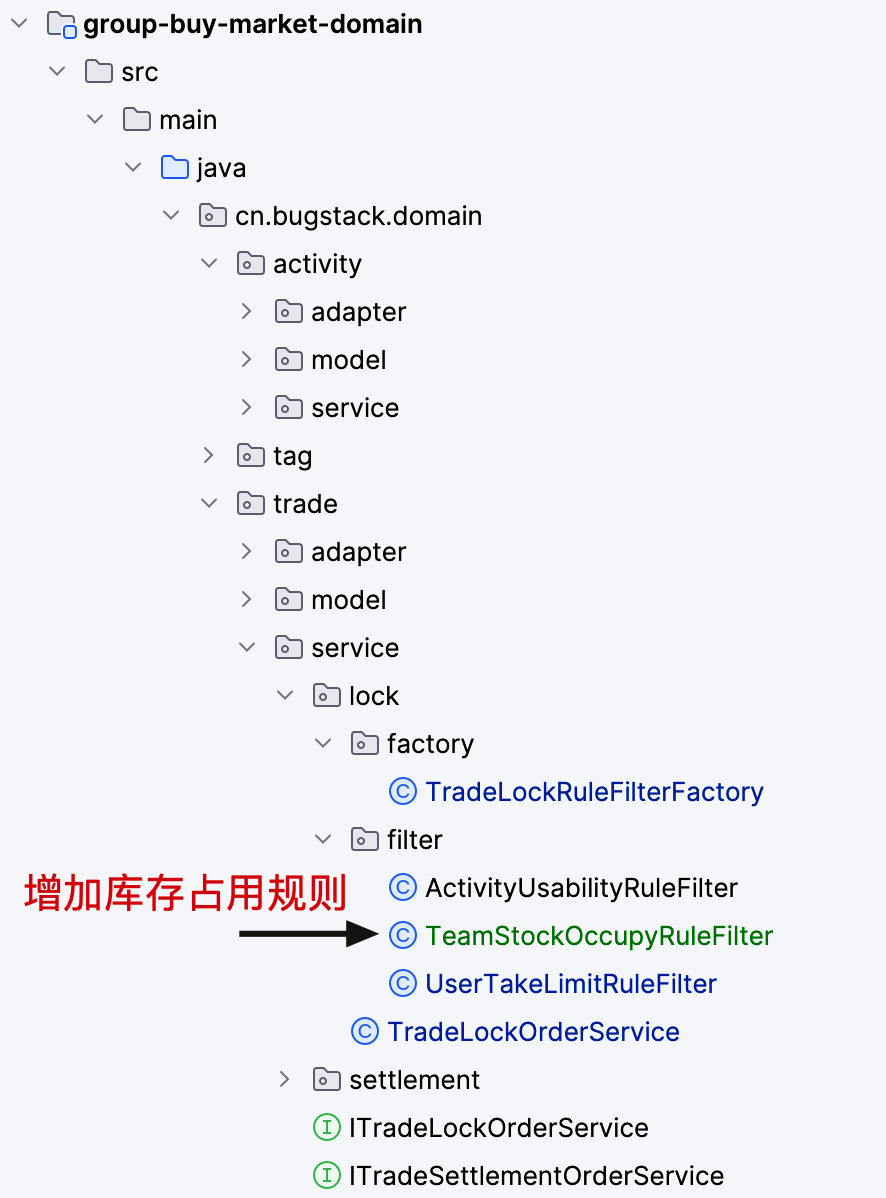 group-buy-market-domain
src
main
java
cn.bugstack.domain
activity
adapter
model
service
tag
trade
adapter
model
service
lock
factory
TradeLockRuleFilterFactory
filter
增加库存占用规则
ActivityUsabilityRuleFilter
TeamStockOccupyRuleFilter
UserTakeLimitRuleFilter
TradeLockOrderService
settlement
ITradeLockOrderService
ITradeSettlementOrderService